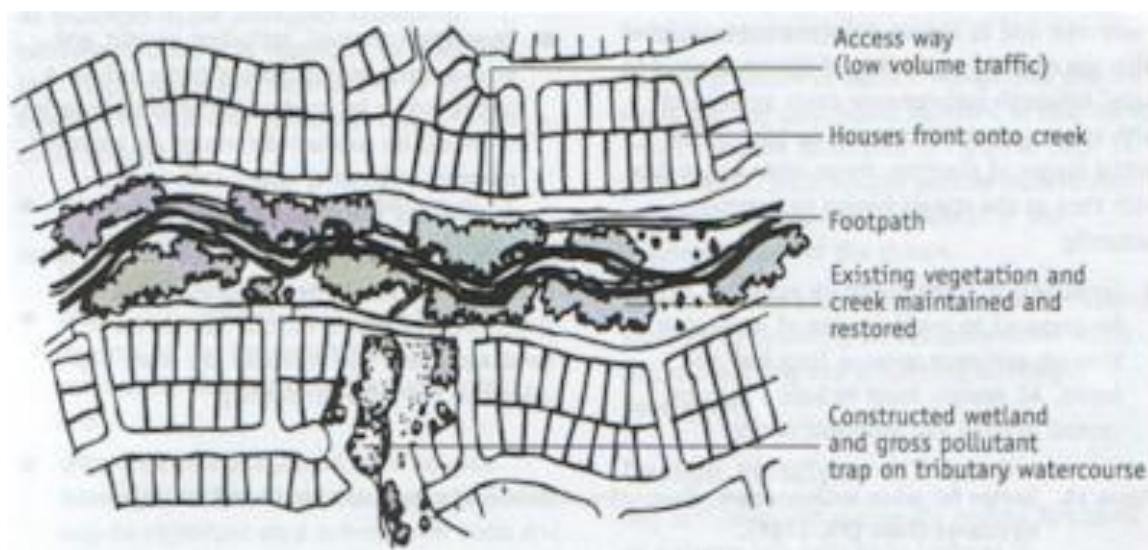 Access way
(low volume traffic)
Houses front onto creek
Footpath
Existing vegetation and
creek maintained and
restored
Constructed wetland
and gross pollutant
trap on tributary watercourse